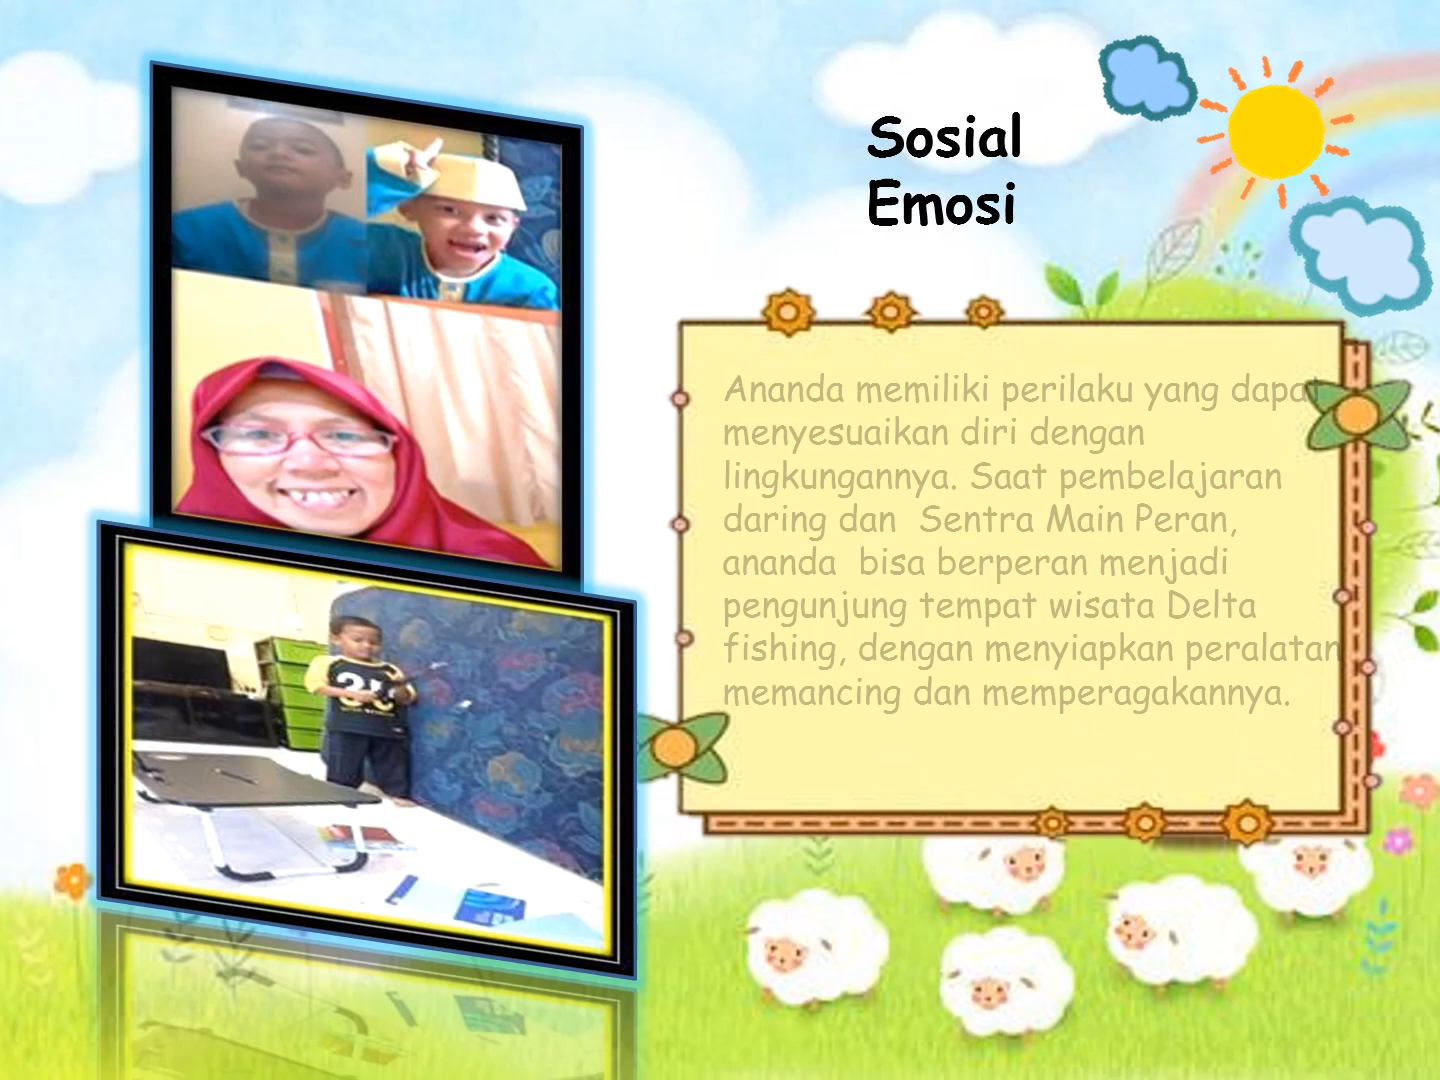 Sosial
Emosi
Ananda memiliki perilaku yang dapat
menyesuaikan diri dengan
lingkungannya. Saat pembelajaran
daring dan  Sentra Main Peran,
ananda  bisa berperan menjadi
pengunjung tempat wisata Delta
fishing, dengan menyiapkan peralatan
memancing dan memperagakannya.